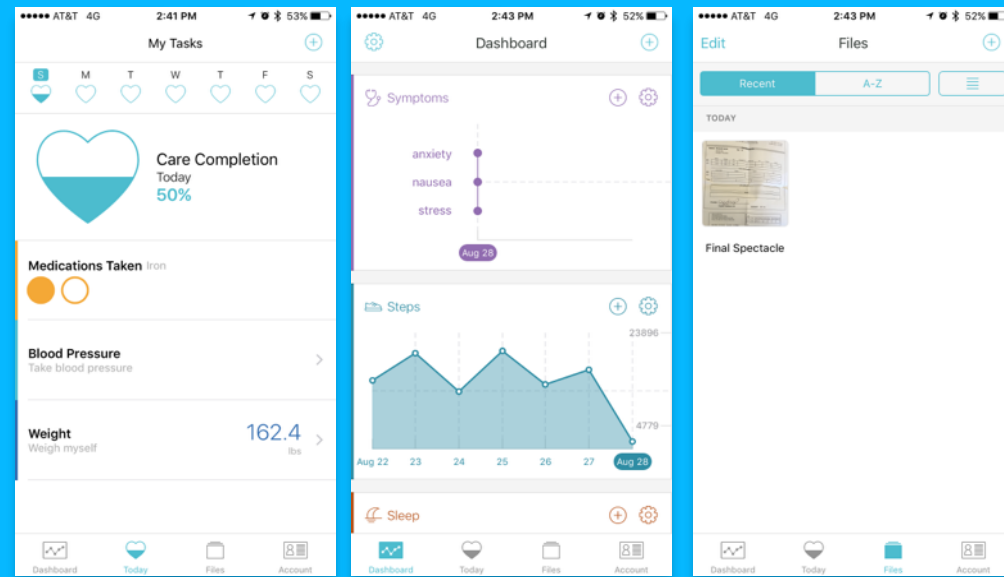 AT&T 4G 2:41 PM 53%
My Tasks
S M T W T F S
Care Completion
Today
50%
Medications Taken Iron
Blood Pressure
Take blood pressure
Weight
Weigh myself
162.4
lbs
Dashboard Today Files Account
AT&T 4G 2:43 PM 52%
Dashboard
Symptoms
anxiety
nausea
stress
Aug 28
Steps
23896
4779
Aug 22 23 24 25 26 27 Aug 28
Sleep
Dashboard Today Files Account
AT&T 4G 2:43 PM 52%
Edit Files
Recent A-Z
TODAY
Final Spectacle
Dashboard Today Files Account